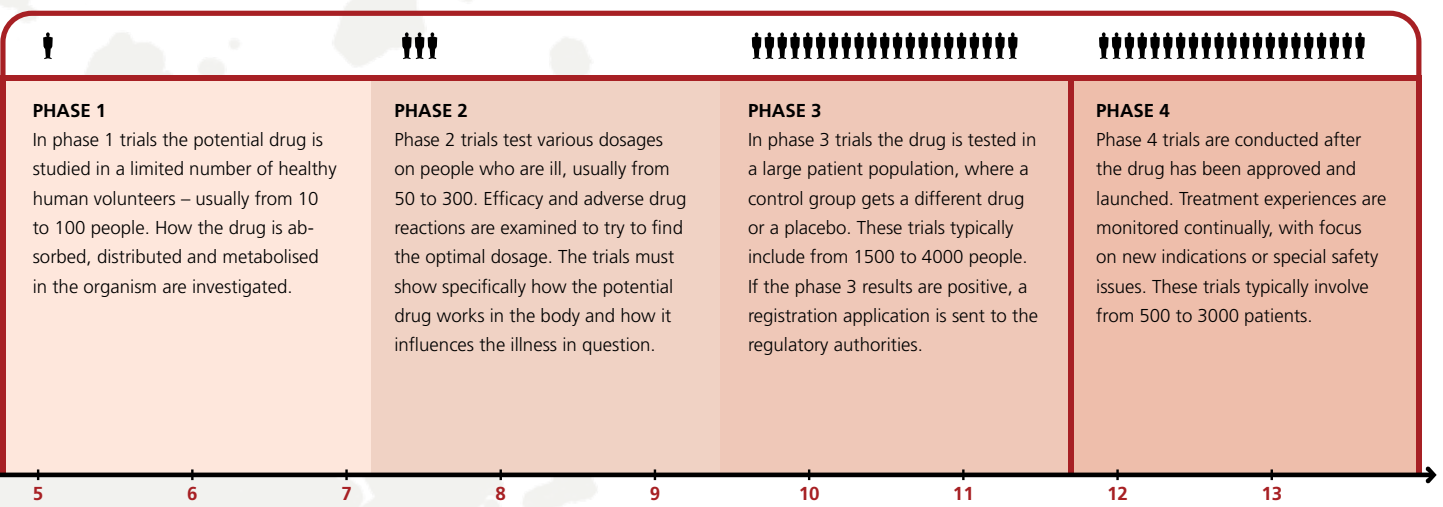 PHASE 1
In phase 1 trials the potential drug is
studied in a limited number of healthy
human volunteers – usually from 10
to 100 people. How the drug is ab-
sorbed, distributed and metabolised
in the organism are investigated.
PHASE 2
Phase 2 trials test various dosages
on people who are ill, usually from
50 to 300. Efficacy and adverse drug
reactions are examined to try to find
the optimal dosage. The trials must
show specifically how the potential
drug works in the body and how it
influences the illness in question.
PHASE 3
In phase 3 trials the drug is tested in
a large patient population, where a
control group gets a different drug
or a placebo. These trials typically
include from 1500 to 4000 people.
If the phase 3 results are positive, a
registration application is sent to the
regulatory authorities.
PHASE 4
Phase 4 trials are conducted after
the drug has been approved and
launched. Treatment experiences are
monitored continually, with focus
on new indications or special safety
issues. These trials typically involve
from 500 to 3000 patients.
5 6 7 8 9 10 11 12 13